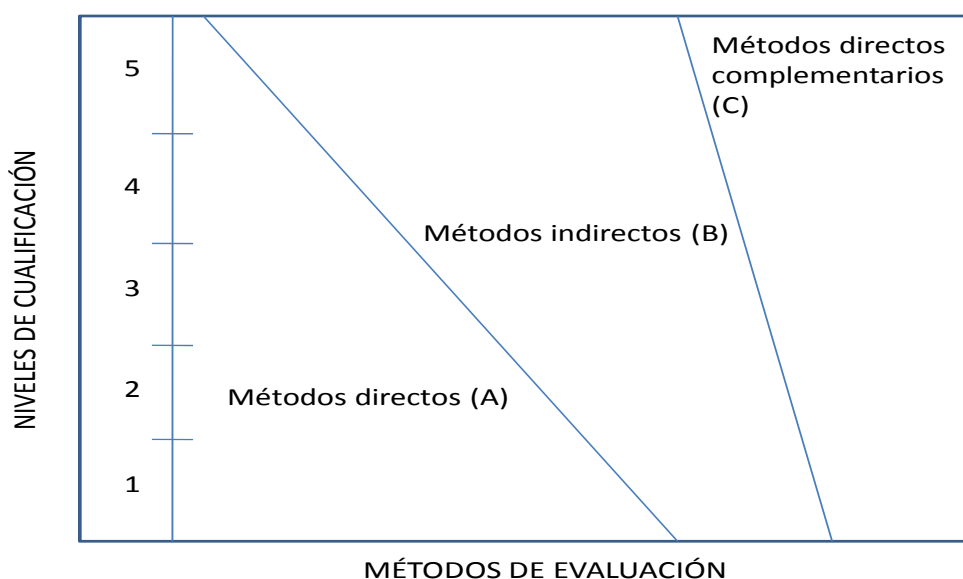 NIVELES DE CUALIFICACIÓN
5
4
3
2
1
Métodos directos
complementarios
(C)
Métodos indirectos (B)
Métodos directos (A)
MÉTODOS DE EVALUACIÓN